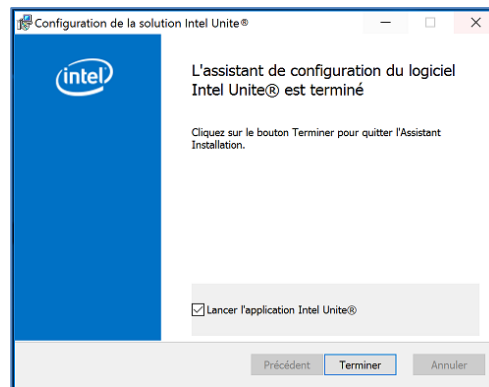 Configuration de la solution Intel Unite®
intel
L'assistant de configuration du logiciel
Intel Unite® est terminé
Cliquez sur le bouton Terminer pour quitter l'Assistant
Installation.
Lancer l'application Intel Unite®
Précédent Terminer Annuler